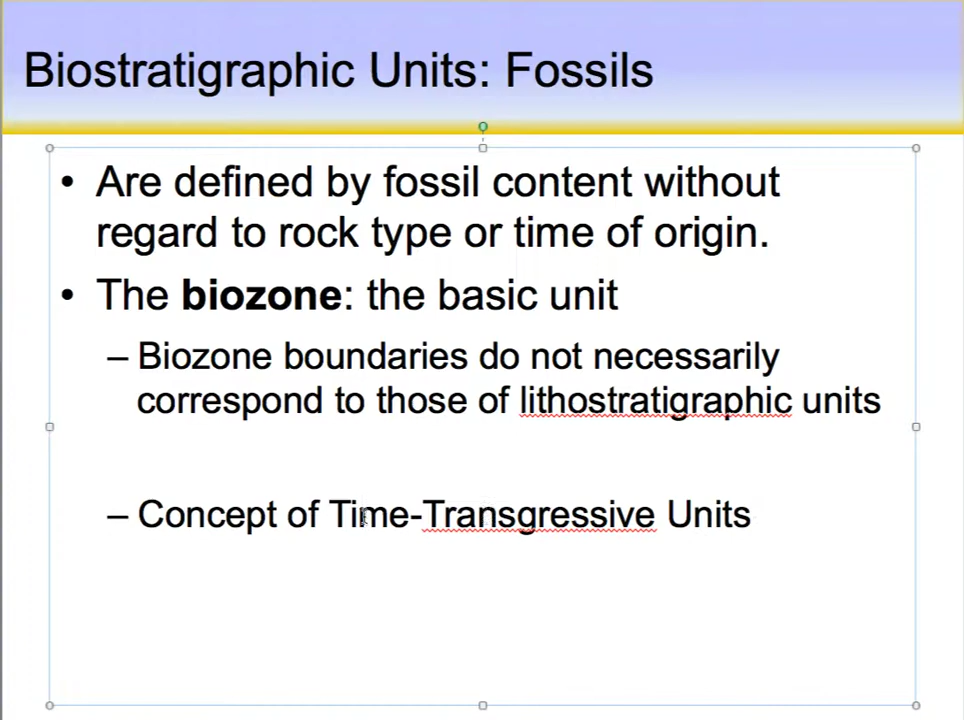 Biostratigraphic Units: Fossils
• Are defined by fossil content without
regard to rock type or time of origin.
• The biozone: the basic unit
– Biozone boundaries do not necessarily
correspond to those of lithostratigraphic units
– Concept of Time-Transgressive Units